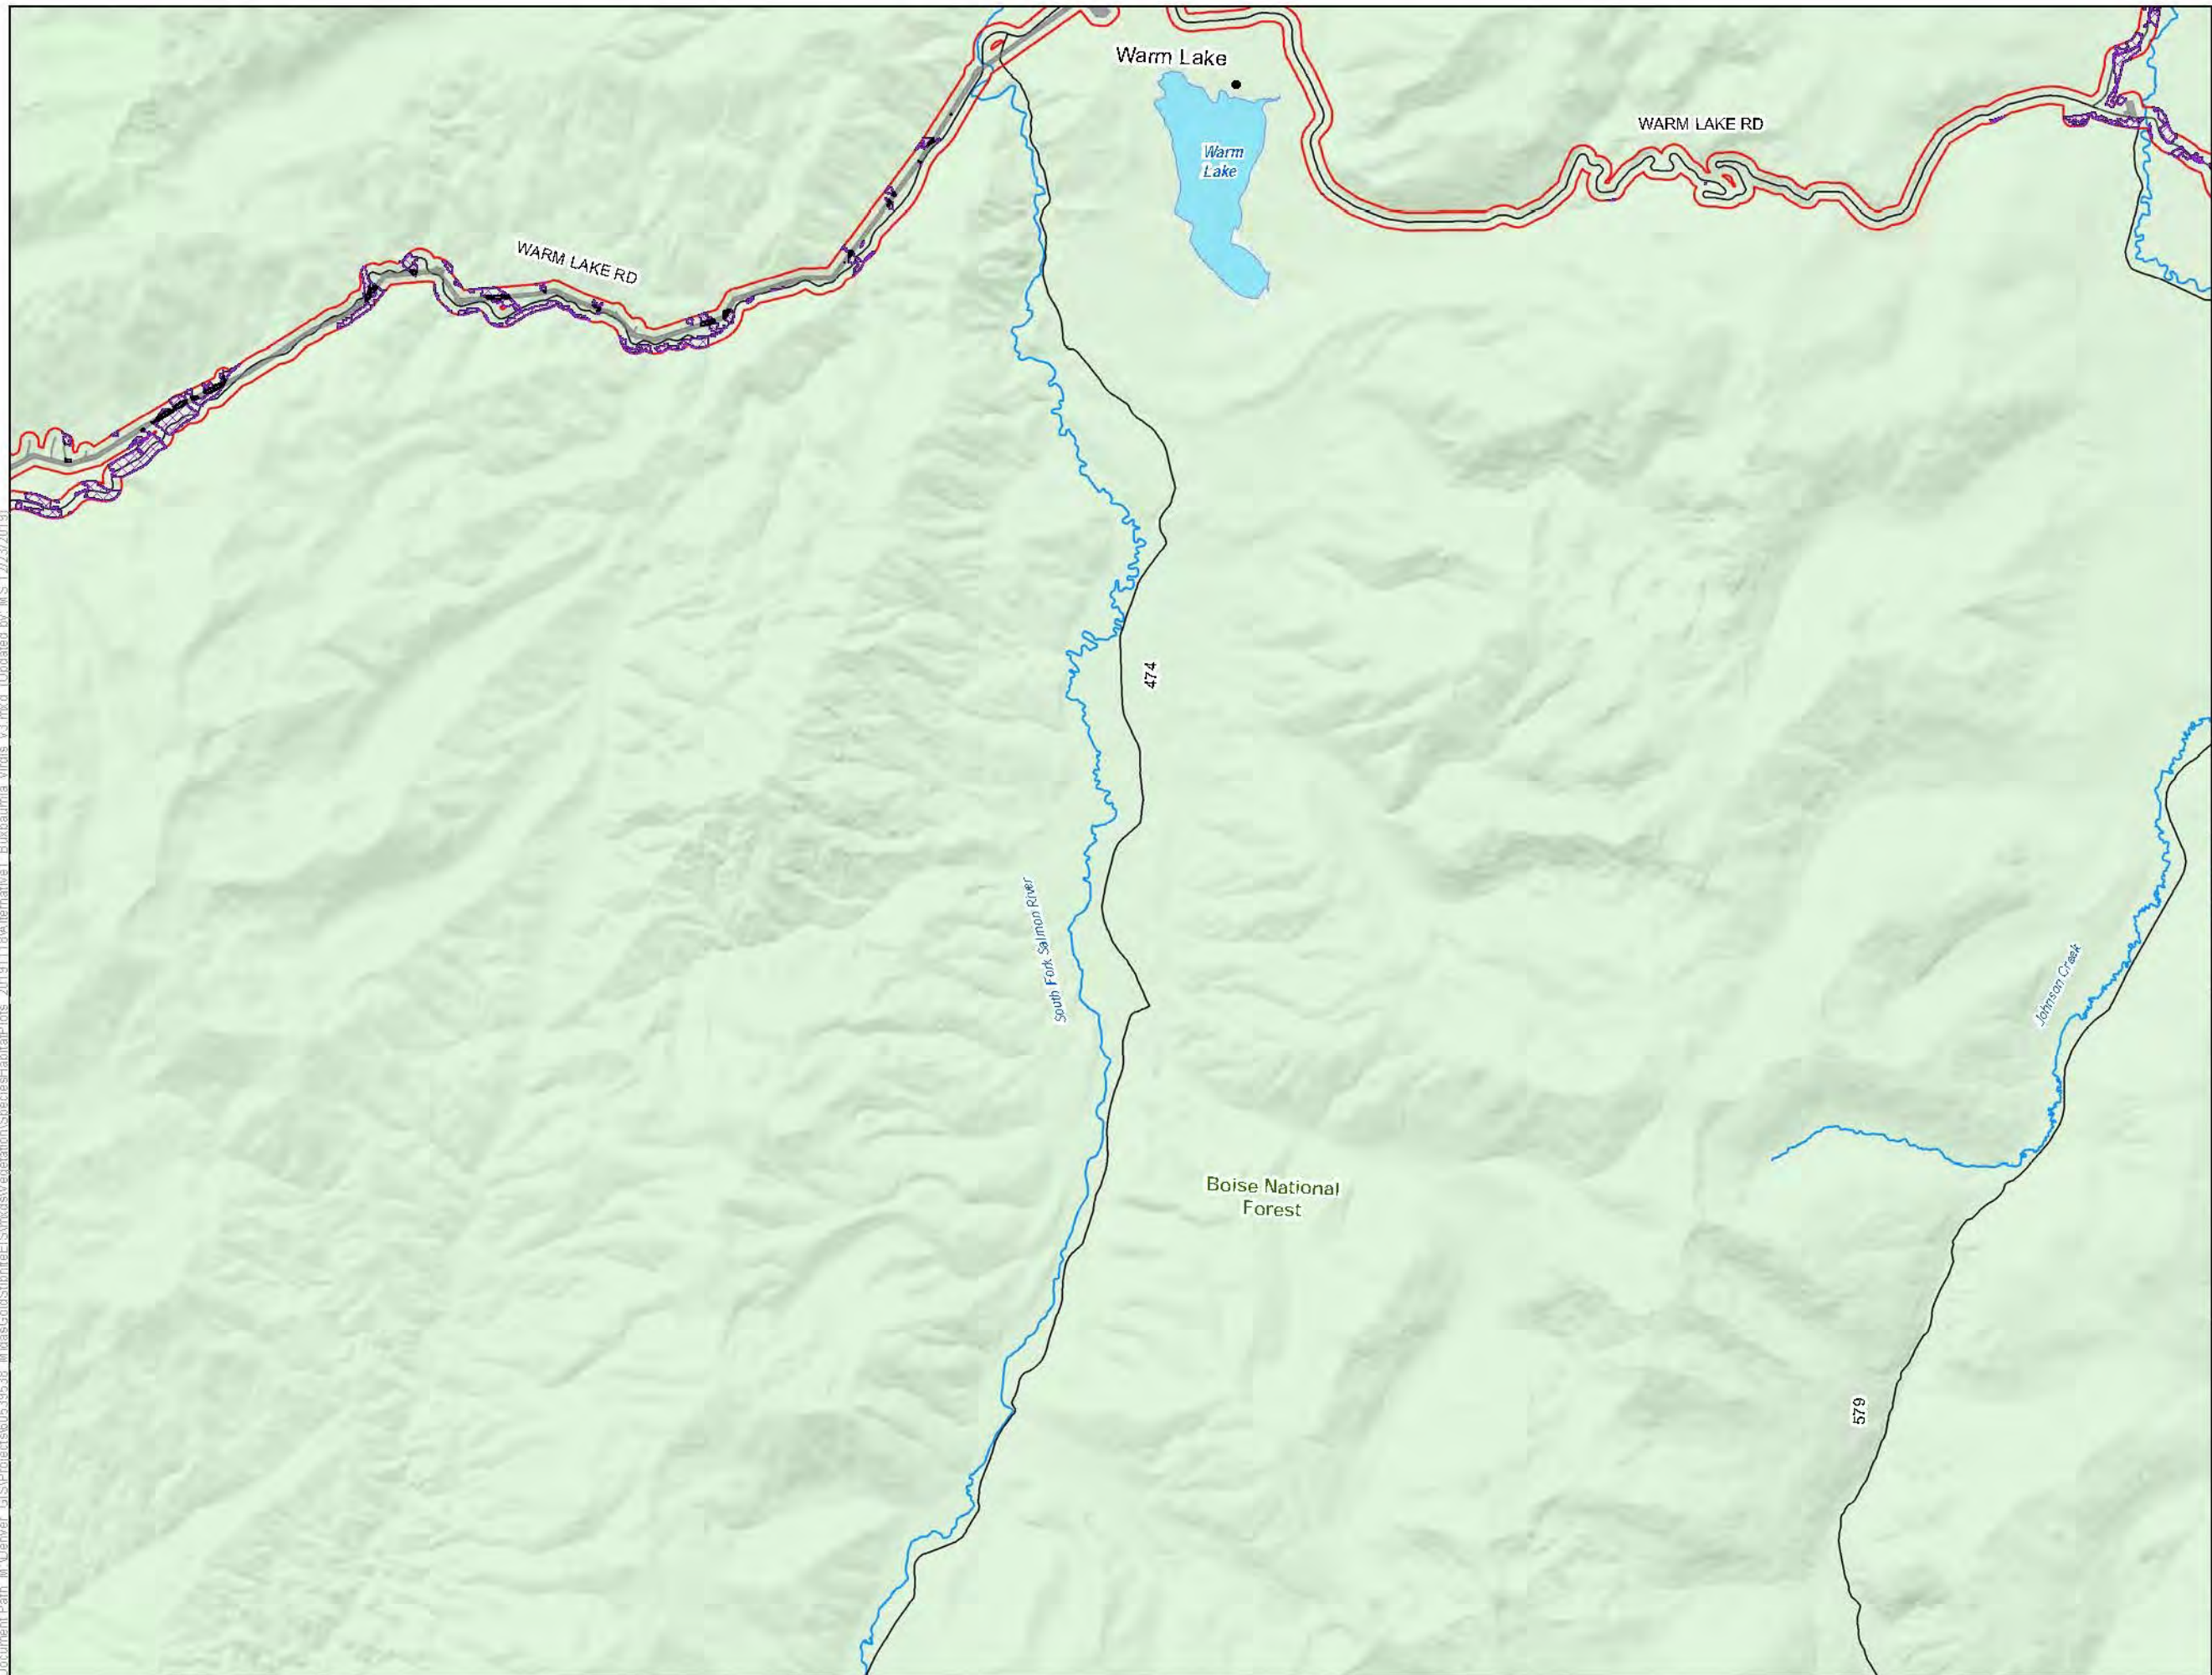 Warm Lake
WARM LAKE RD
Warm
Lake
WARM LAKE RD
474
South Fork Salmon River
Johnson Creek
Boise National
Forest
579